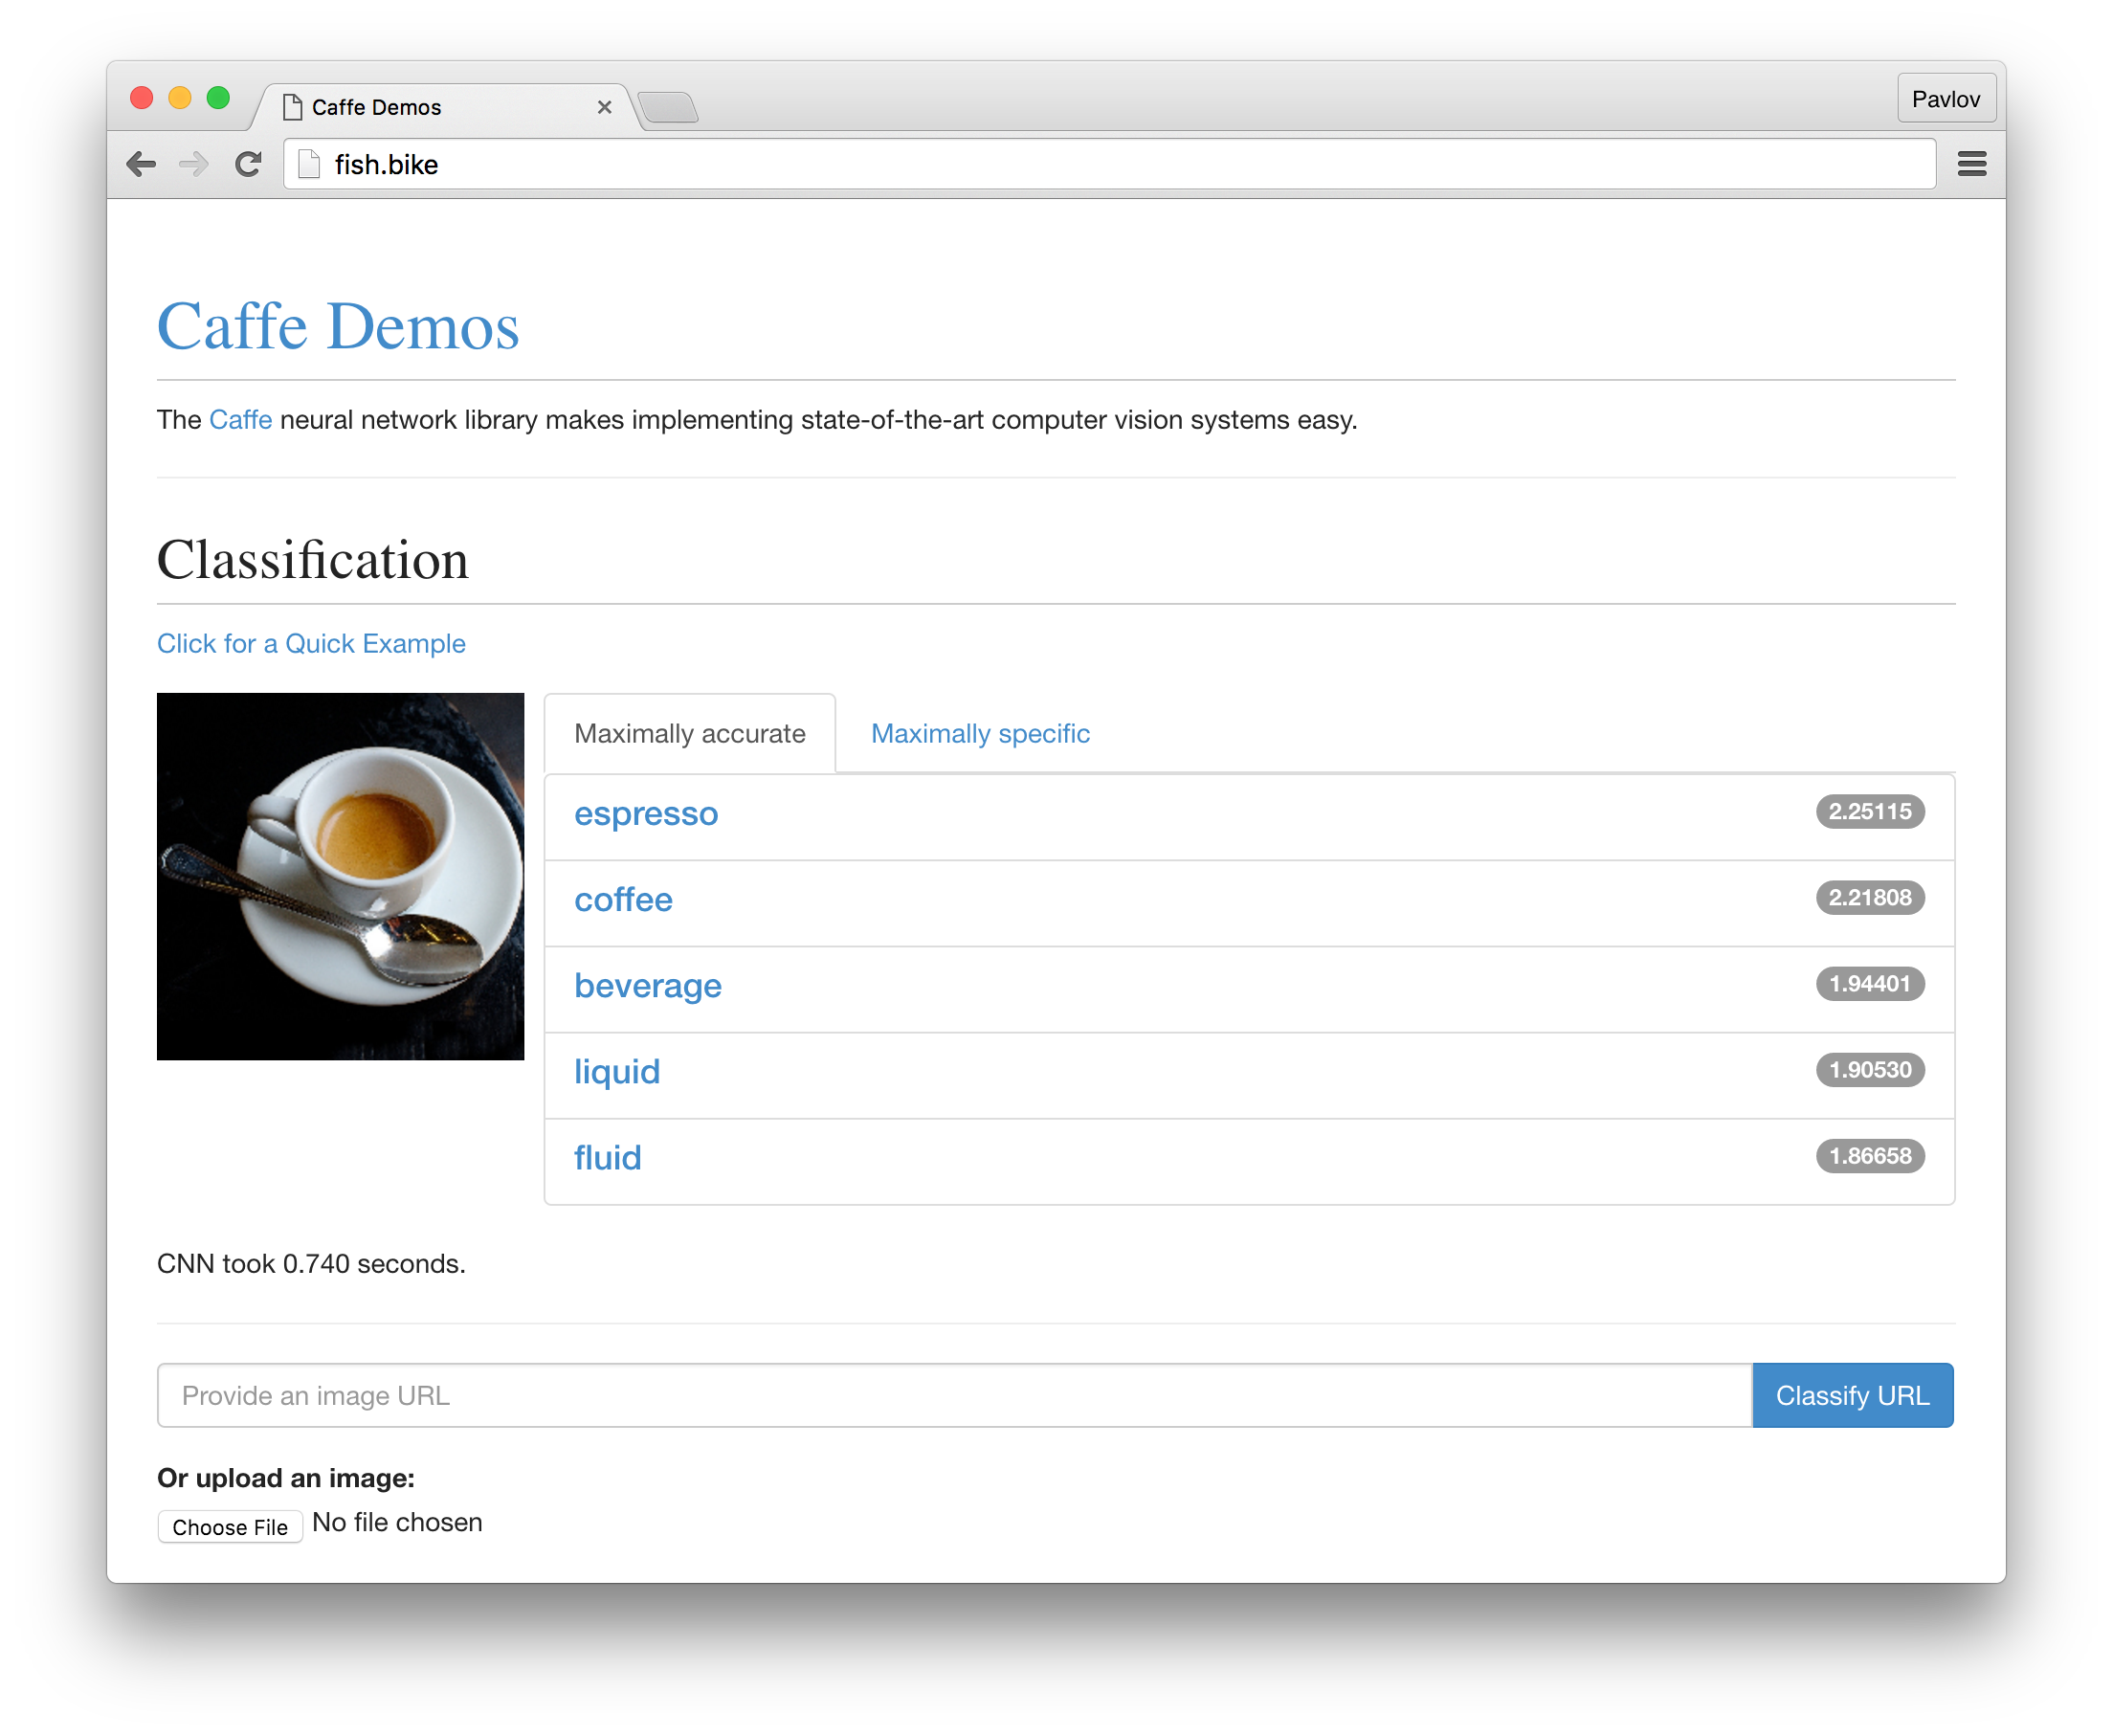 Caffe Demos
Pavlov
fish.bike
Caffe Demos
The Caffe neural network library makes implementing state-of-the-art computer vision systems easy.
Classification
Click for a Quick Example
Maximally accurate Maximally specific
espresso 2.25115
coffee 2.21808
beverage 1.94401
liquid 1.90530
fluid 1.86658
CNN took 0.740 seconds.
Provide an image URL Classify URL
Or upload an image:
Choose File No file chosen